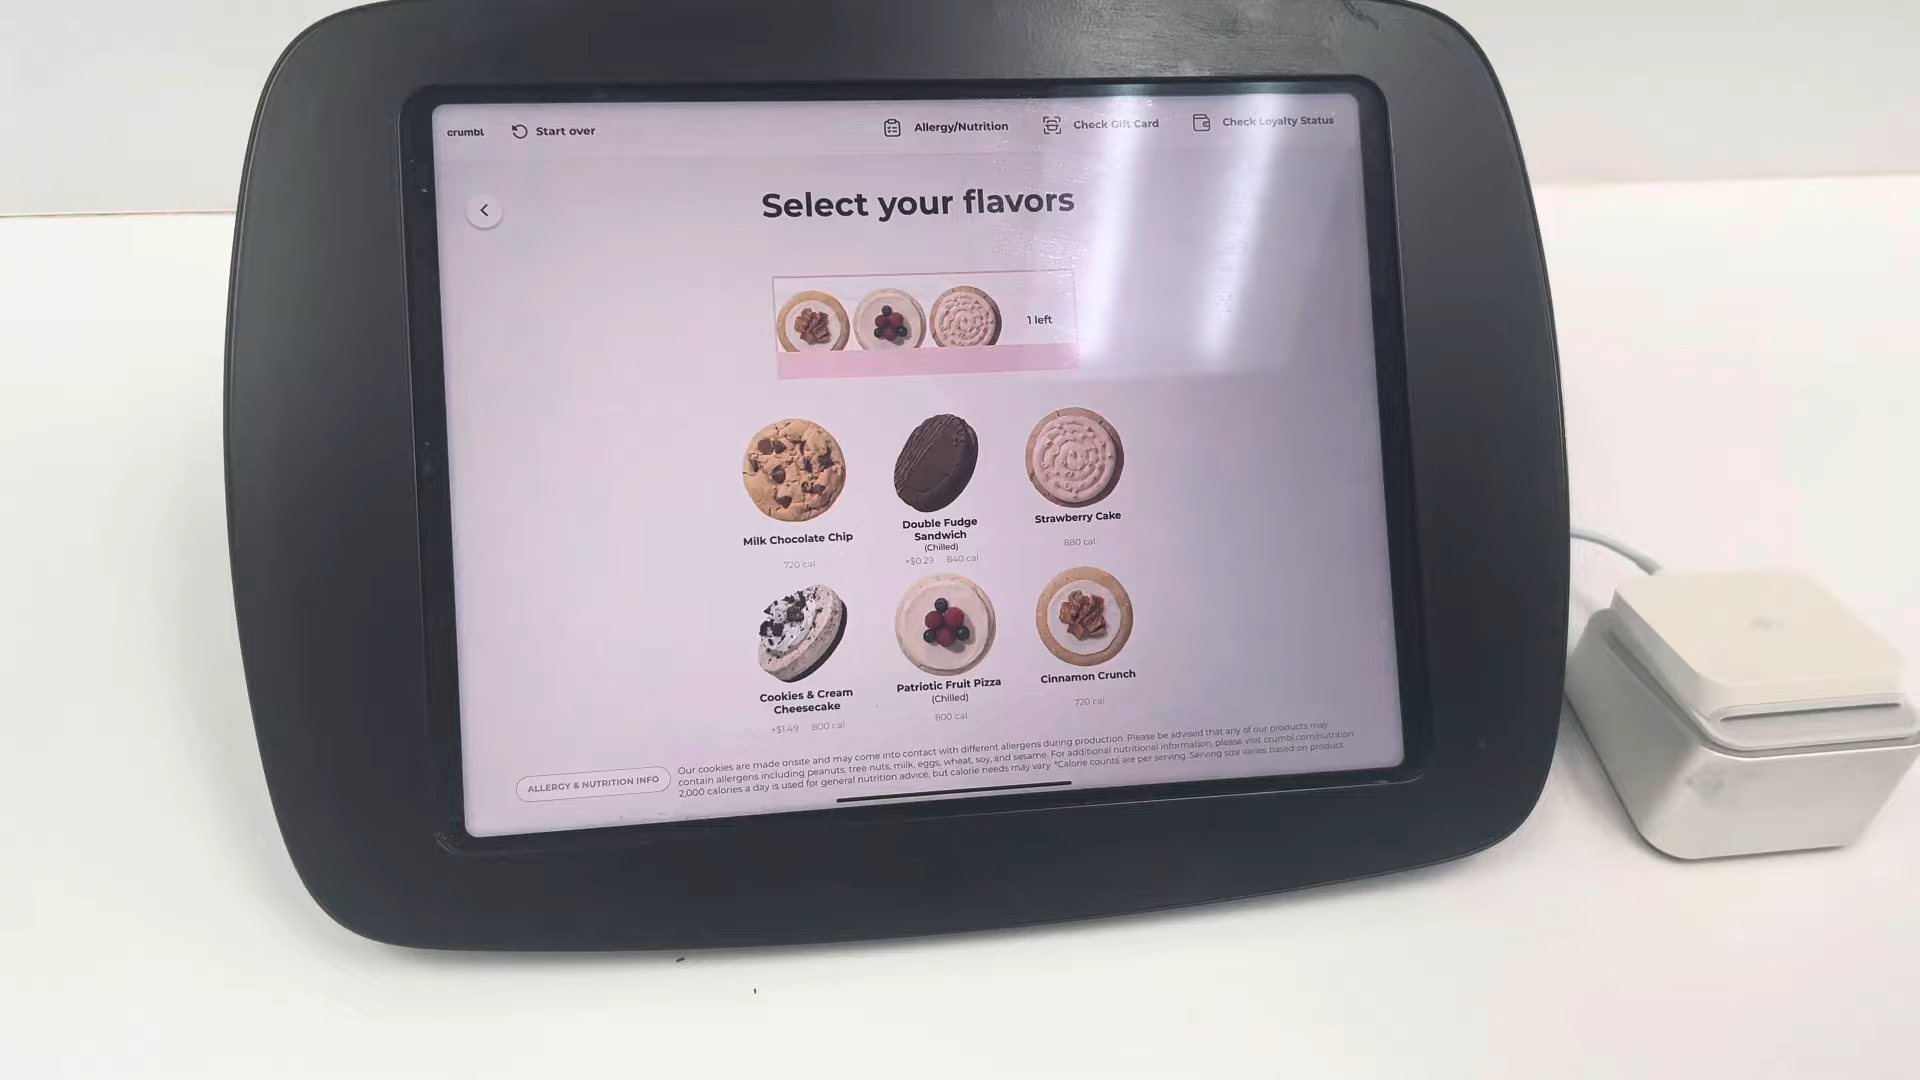 crumbl
Start over
Allergy/Nutrition
Check Gift Card
Check Loyalty Status
Select your flavors
1 left
Milk Chocolate Chip
720 cal
Double Fudge
Sandwich
(Chilled)
+$0.29 840 cal
Strawberry Cake
880 cal
Cookies & Cream
Cheesecake
+$1.49 800 cal
Patriotic Fruit Pizza
(Chilled)
800 cal
Cinnamon Crunch
720 cal
ALLERGY & NUTRITION INFO
Our cookies are made onsite and may come into contact with different allergens during production. Please be advised that any of our products may
contain allergens including peanuts, tree nuts, milk, eggs, wheat, soy, and sesame. For additional nutritional information, please visit crumbl.com/nutrition
2,000 calories a day is used for general nutrition advice, but calorie needs may vary *Calorie counts are per serving. Serving size varies based on product.